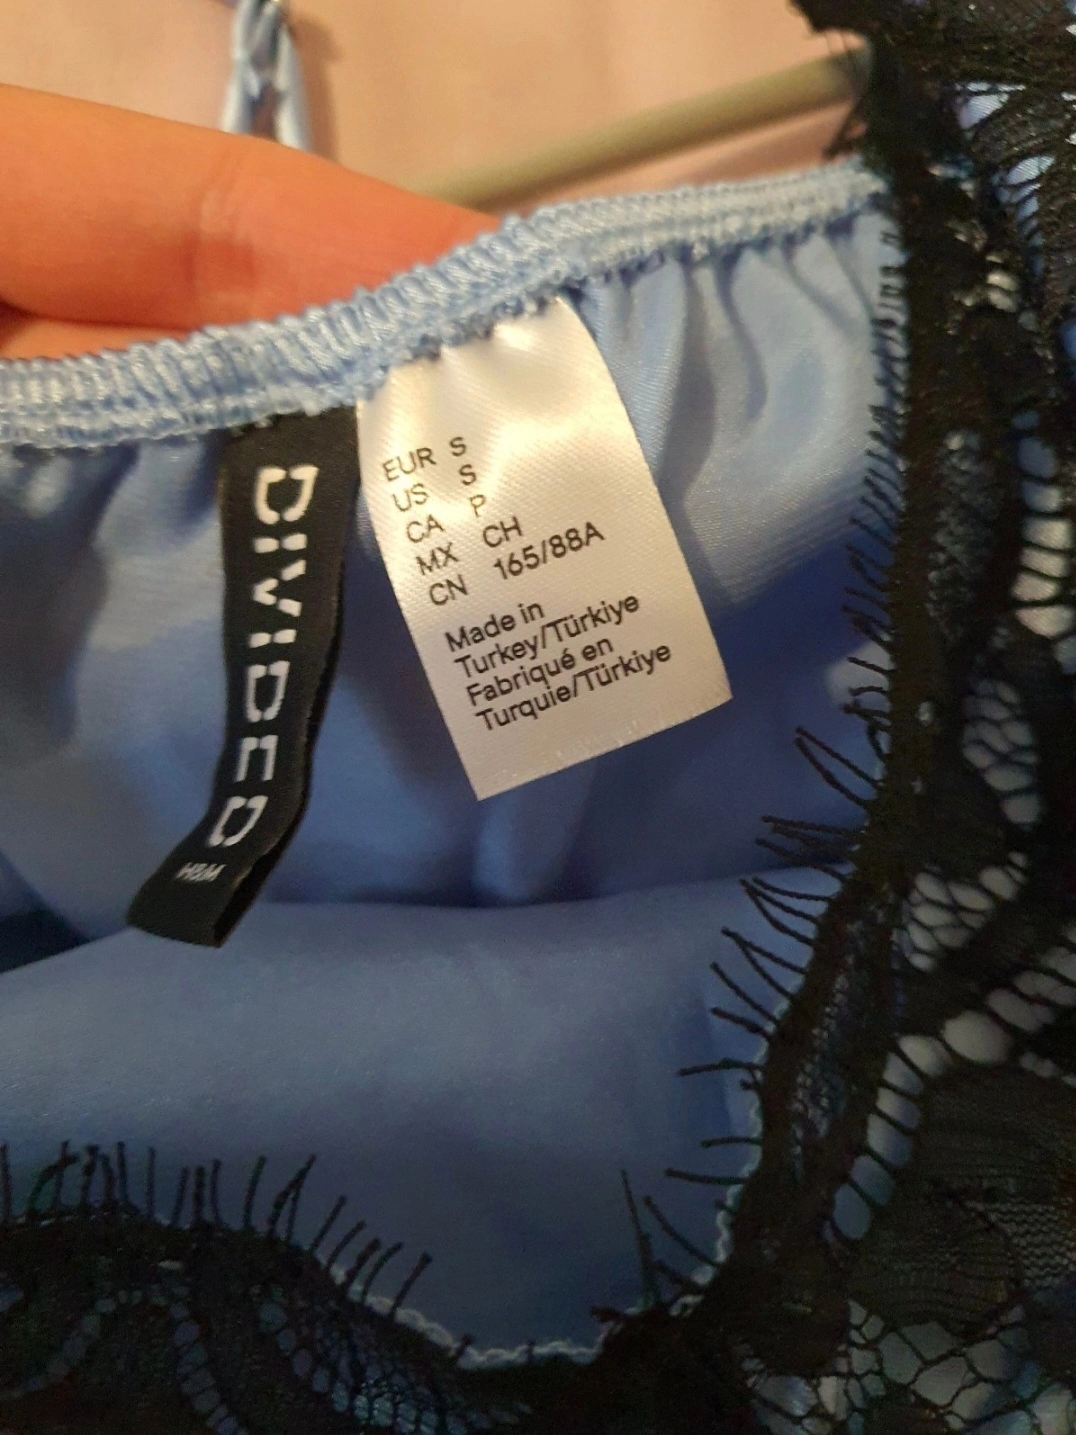 DIVIDED
H&M
EUR S
US S
CA P
MX CH
CN 165/88A
Made in
Turkey/Türkiye
Fabriqué en
Turquie/Türkiye